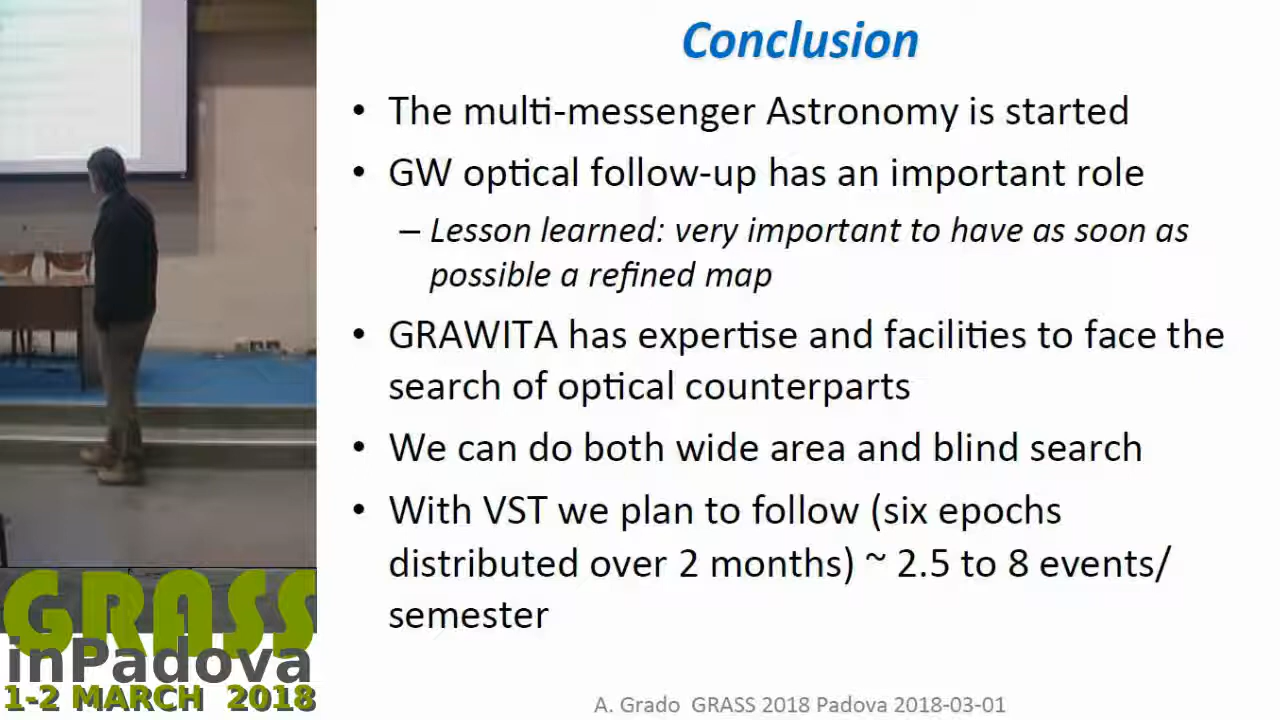 Conclusion
• The multi-messenger Astronomy is started
• GW optical follow-up has an important role
– Lesson learned: very important to have as soon as
possible a refined map
• GRAWITA has expertise and facilities to face the
search of optical counterparts
• We can do both wide area and blind search
• With VST we plan to follow (six epochs
distributed over 2 months) ~ 2.5 to 8 events/
semester
GRASS
inPadova
1-2 MARCH 2018
A. Grado GRASS 2018 Padova 2018-03-01